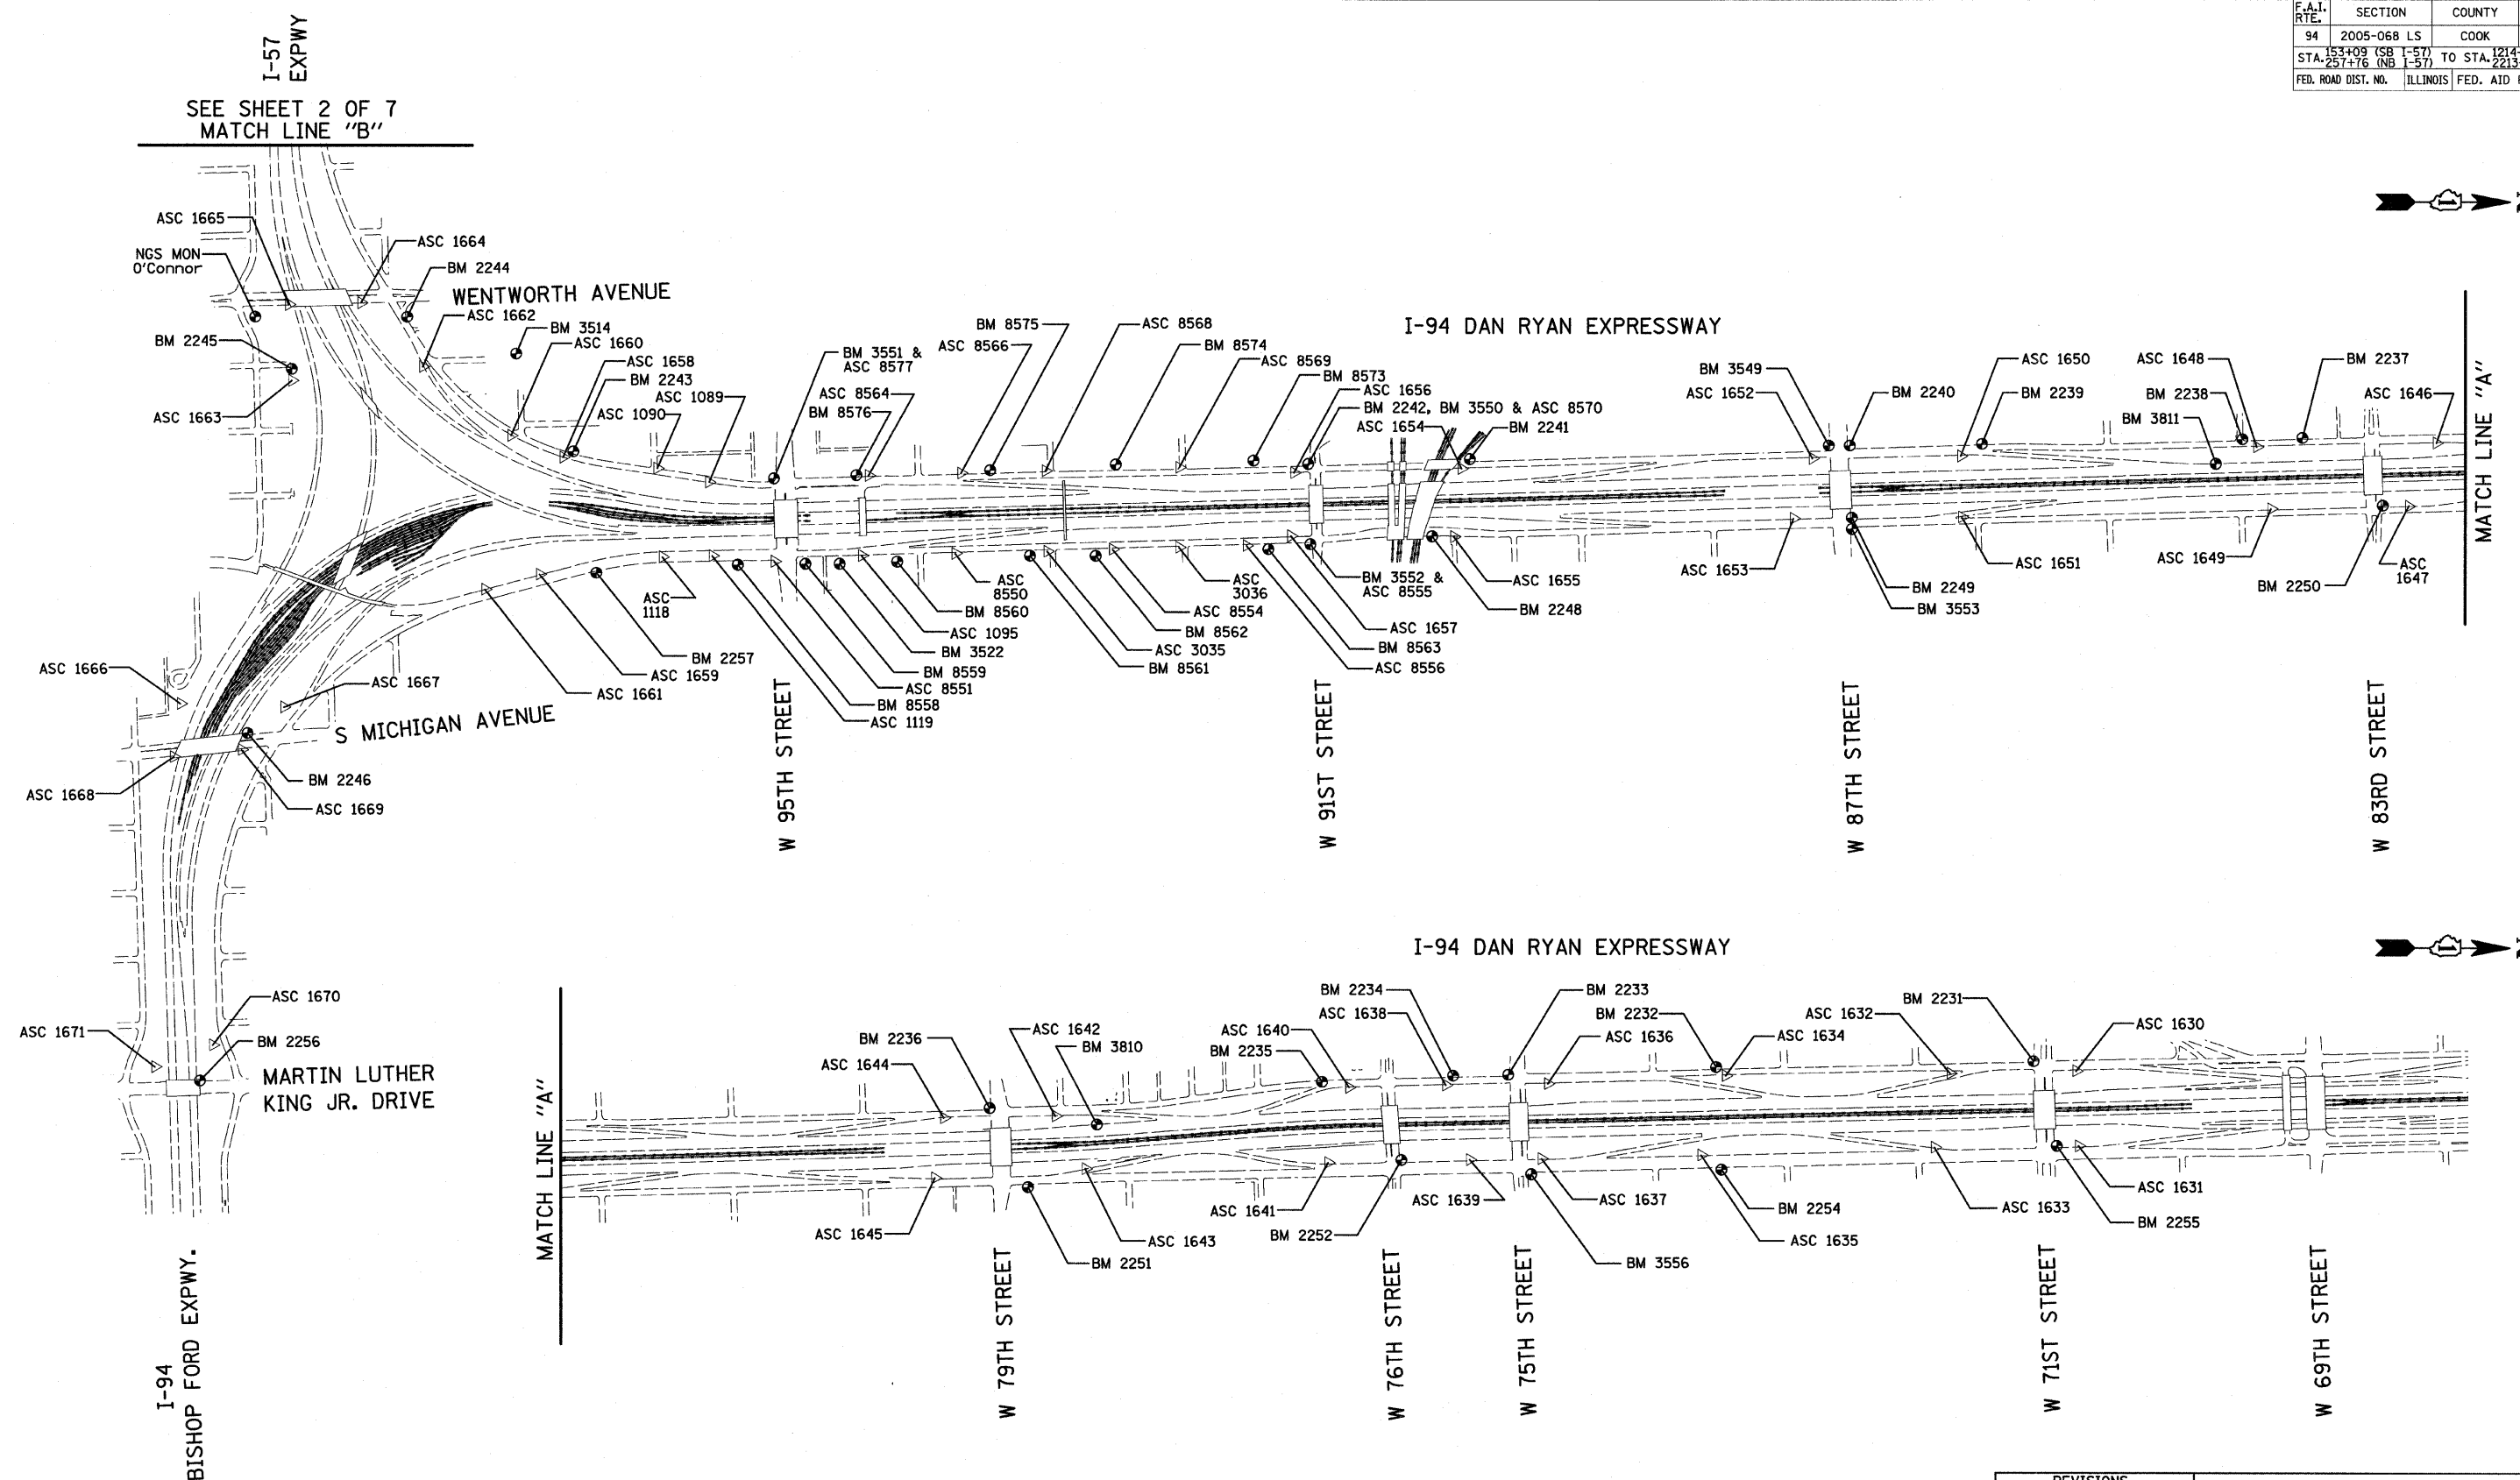 F.A.I. RTE.
SECTION
COUNTY
94
2005-068 LS
COOK
STA. 153+09 (SB I-57) TO STA. 1214+
257+76 (NB I-57) 2213+
FED. ROAD DIST. NO.
ILLINOIS
FED. AID
I-57
EXPWY
SEE SHEET 2 OF 7
MATCH LINE "B"
ASC 1665
ASC 1664
NGS MON
O'Connor
BM 2244
WENTWORTH AVENUE
ASC 1662
BM 3514
BM 2245
ASC 1660
ASC 1658
BM 2243
ASC 1089
ASC 1090
ASC 1663
BM 3551 &
ASC 8577
ASC 8564
BM 8576
BM 8575
ASC 8566
ASC 8568
BM 8574
ASC 8569
BM 8573
ASC 1656
BM 2242, BM 3550 & ASC 8570
ASC 1654
BM 2241
I-94 DAN RYAN EXPRESSWAY
BM 3549
ASC 1652
BM 2240
ASC 1650
BM 2239
ASC 1648
BM 2238
BM 3811
BM 2237
ASC 1646
MATCH LINE "A"
ASC 1118
BM 2257
ASC 1659
ASC 1661
ASC 8550
BM 8560
ASC 1095
BM 3522
BM 8559
ASC 8551
BM 8558
ASC 1119
ASC 3036
ASC 8554
BM 8562
ASC 3035
BM 8561
BM 3552 &
ASC 8555
ASC 1657
BM 8563
ASC 8556
ASC 1655
BM 2248
ASC 1653
BM 2249
BM 3553
ASC 1651
ASC 1649
BM 2250
ASC 1647
ASC 1666
ASC 1667
S MICHIGAN AVENUE
BM 2246
ASC 1668
ASC 1669
W 95TH STREET
W 91ST STREET
W 87TH STREET
W 83RD STREET
ASC 1670
ASC 1671
BM 2256
MARTIN LUTHER
KING JR. DRIVE
I-94
BISHOP FORD EXPWY.
I-94 DAN RYAN EXPRESSWAY
MATCH LINE "A"
BM 2236
ASC 1644
ASC 1642
BM 3810
ASC 1640
BM 2235
BM 2234
ASC 1638
BM 2233
BM 2232
ASC 1636
ASC 1634
ASC 1632
BM 2231
ASC 1630
ASC 1645
BM 2251
ASC 1643
ASC 1641
BM 2252
ASC 1639
ASC 1637
BM 3556
BM 2254
ASC 1635
ASC 1633
ASC 1631
BM 2255
W 79TH STREET
W 76TH STREET
W 75TH STREET
W 71ST STREET
W 69TH STREET
REVISIONS